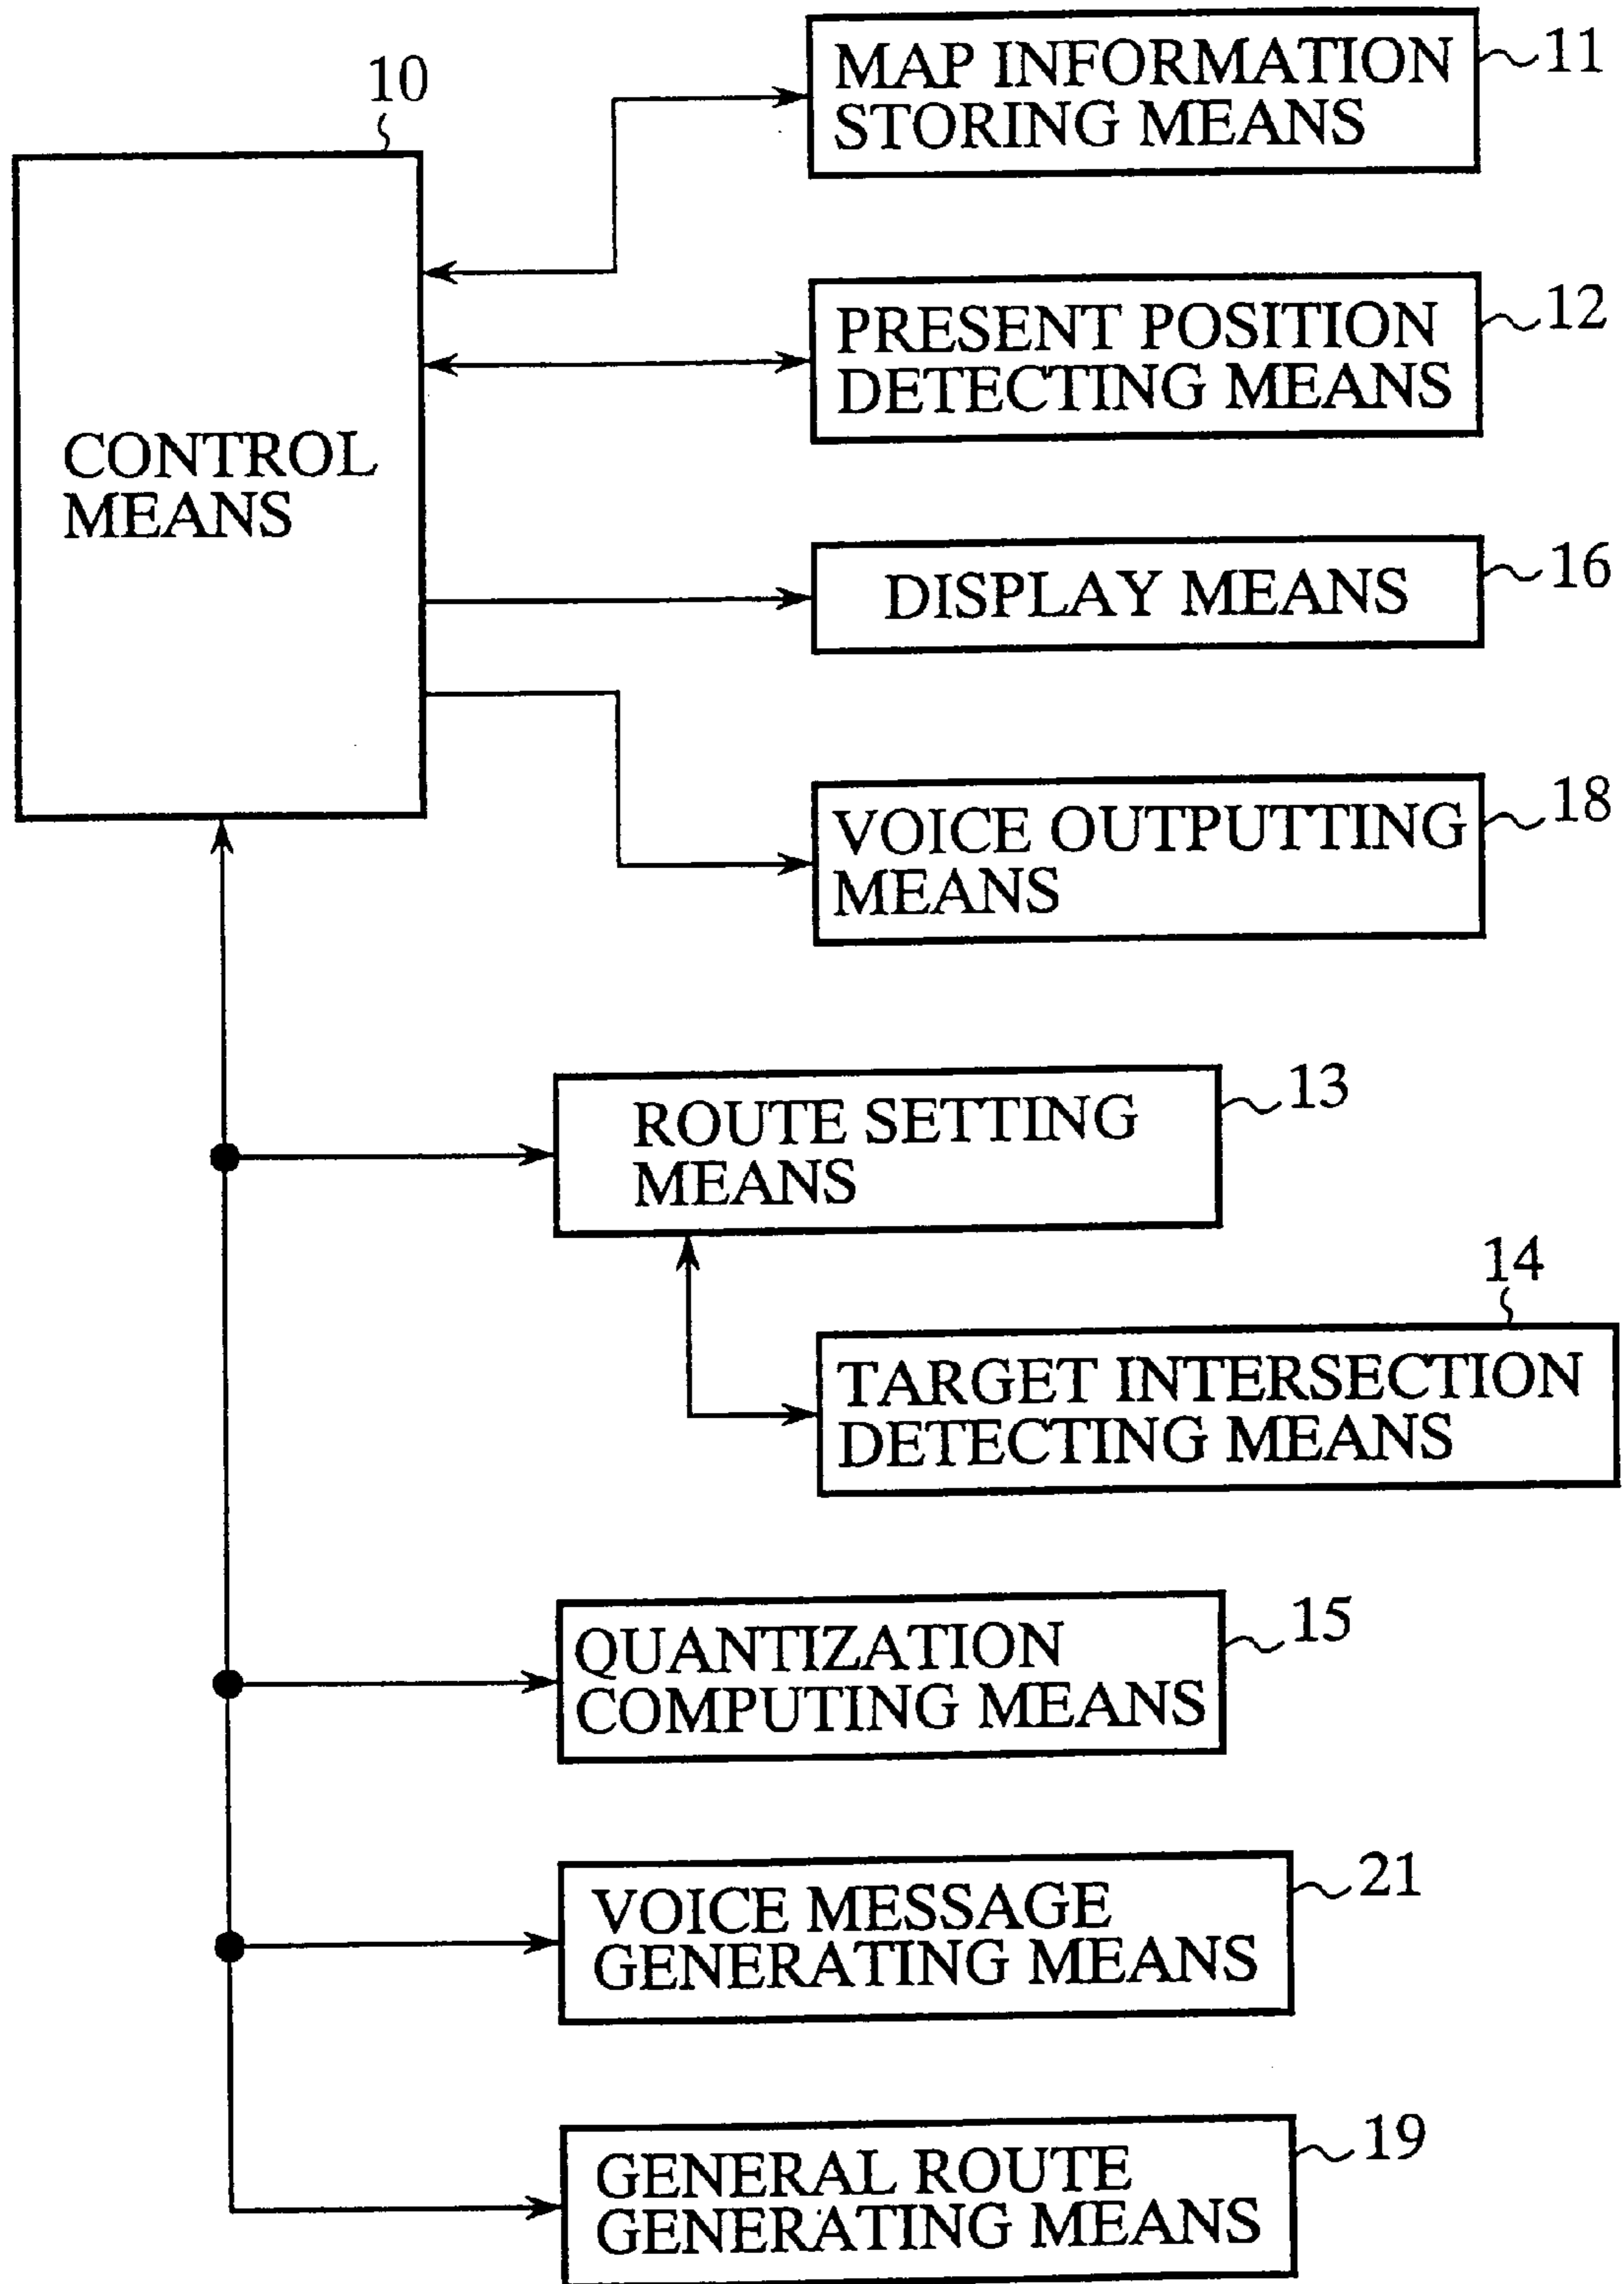 10
CONTROL
MEANS
MAP INFORMATION
STORING MEANS
11
PRESENT POSITION
DETECTING MEANS
12
DISPLAY MEANS
16
VOICE OUTPUTTING
MEANS
18
ROUTE SETTING
MEANS
13
14
TARGET INTERSECTION
DETECTING MEANS
QUANTIZATION
COMPUTING MEANS
15
VOICE MESSAGE
GENERATING MEANS
21
GENERAL ROUTE
GENERATING MEANS
19